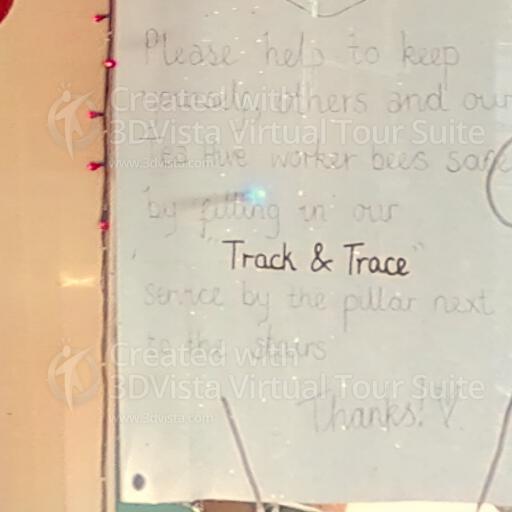 Please help to keep
yourself, others and our
hive worker bees safe
by filling in our
"Track & Trace"
service by the pillar next
to the stairs
Thanks!
Created with
3DVista Virtual Tour Suite
www.3dvista.com
Created with
3DVista Virtual Tour Suite
www.3dvista.com